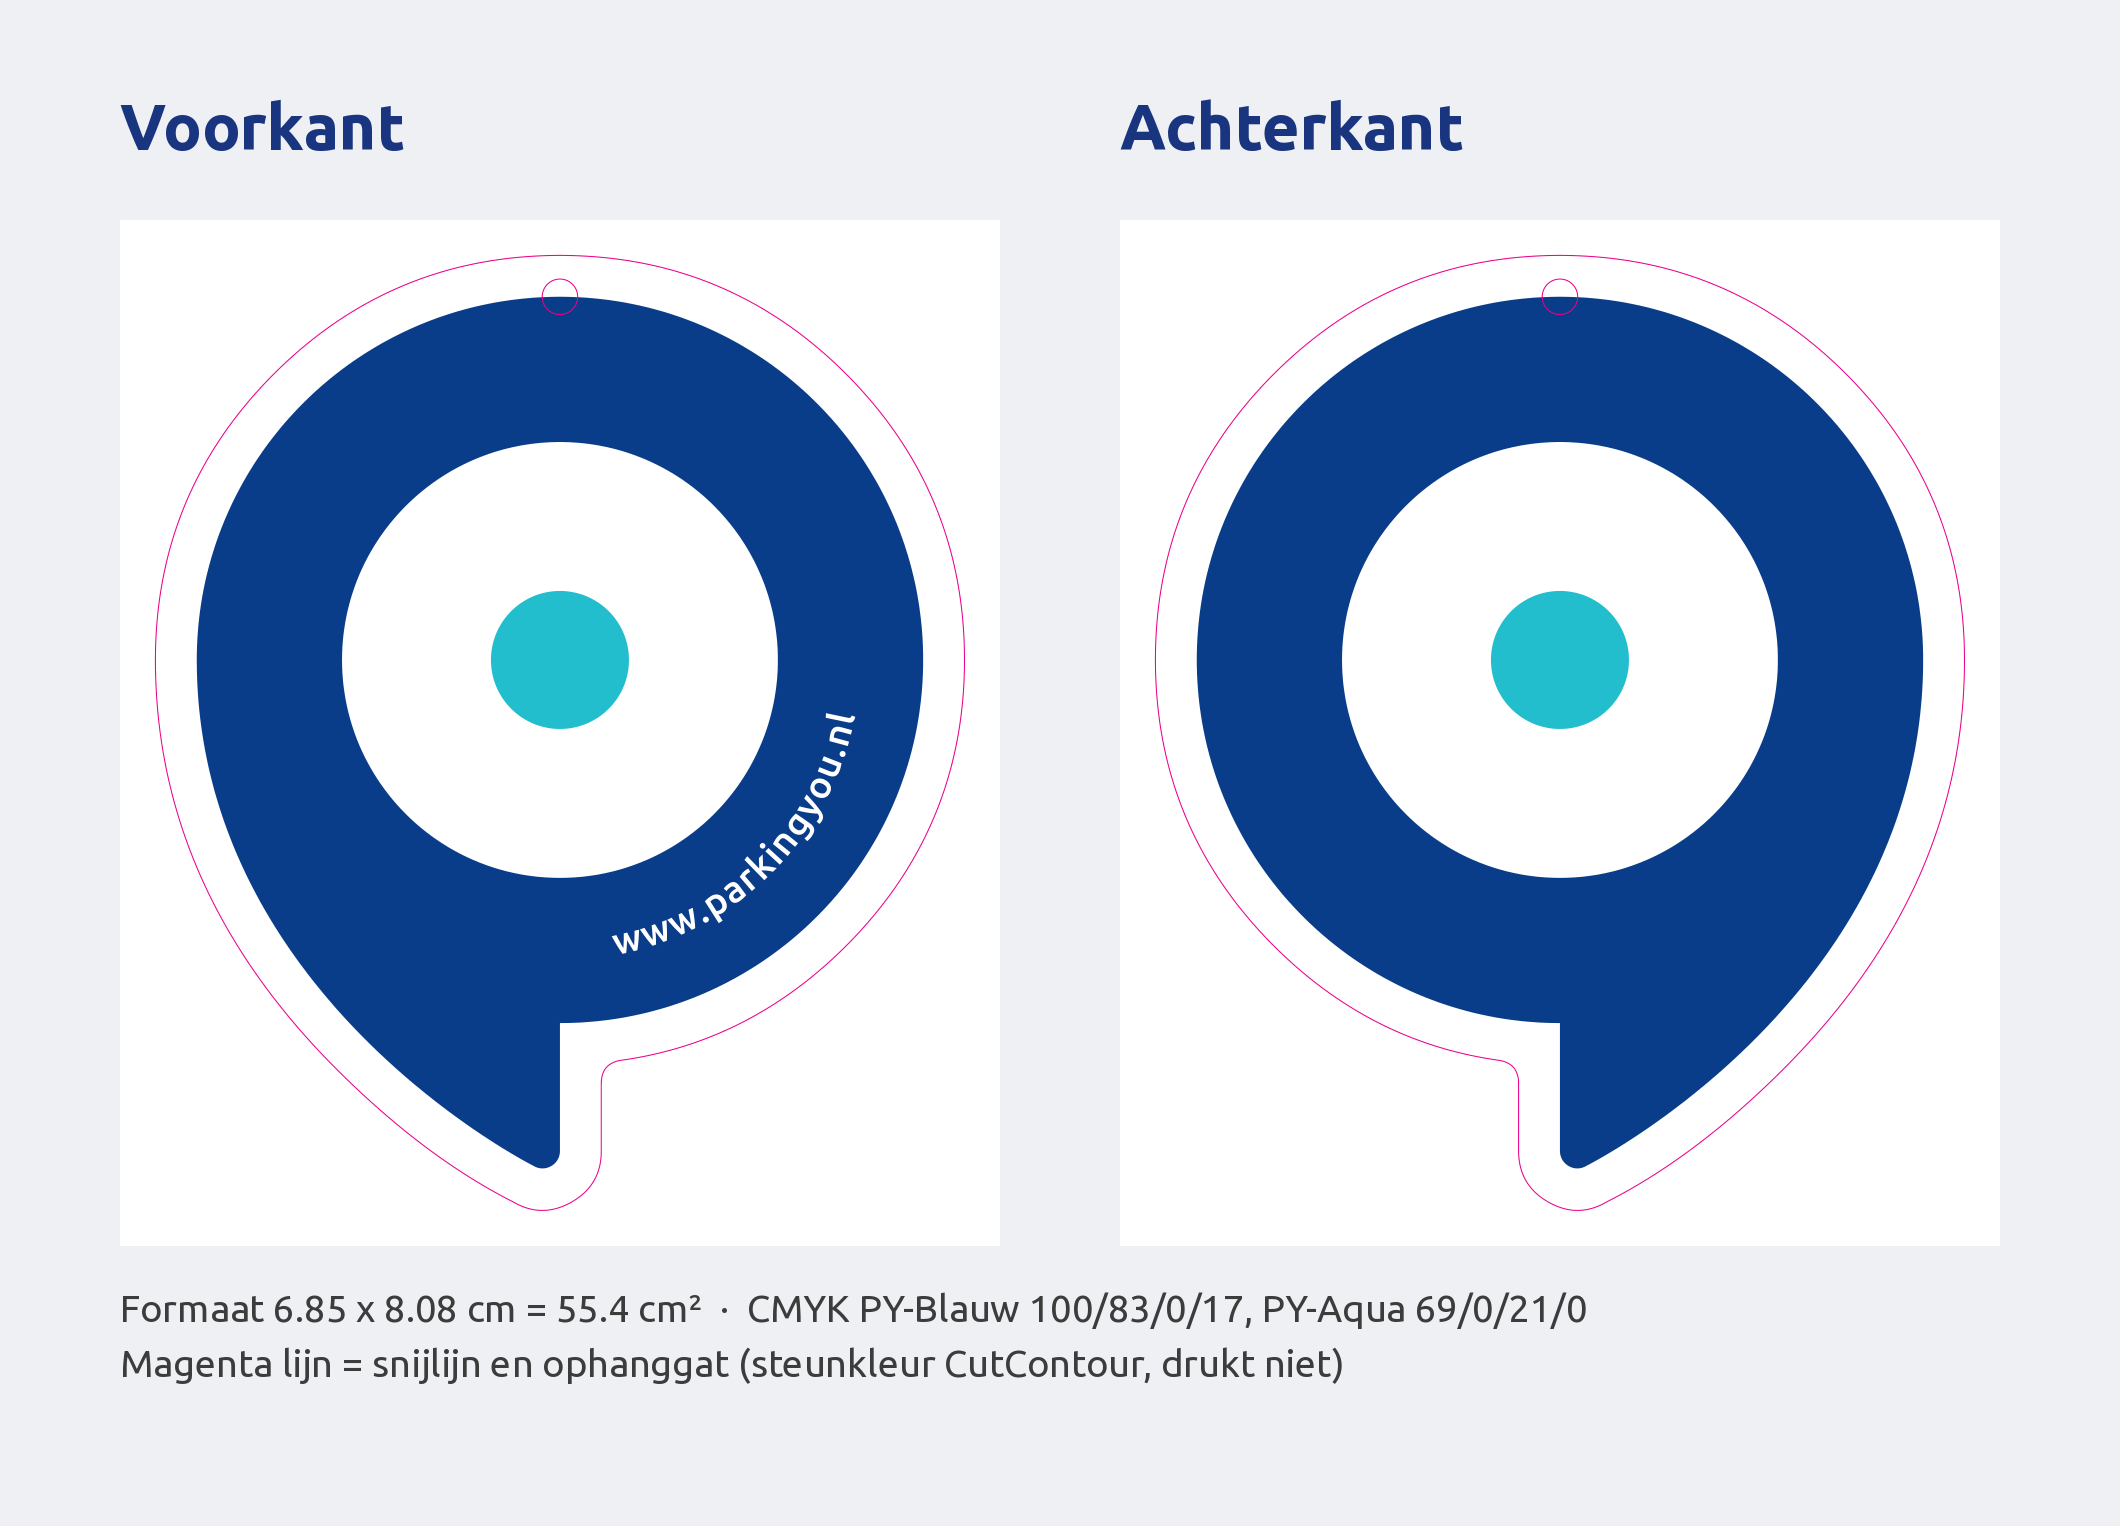 Voorkant
Achterkant
www.parkingyou.nl
Formaat 6.85 x 8.08 cm = 55.4 cm² · CMYK PY-Blauw 100/83/0/17, PY-Aqua 69/0/21/0
Magenta lijn = snijlijn en ophanggat (steunkleur CutContour, drukt niet)